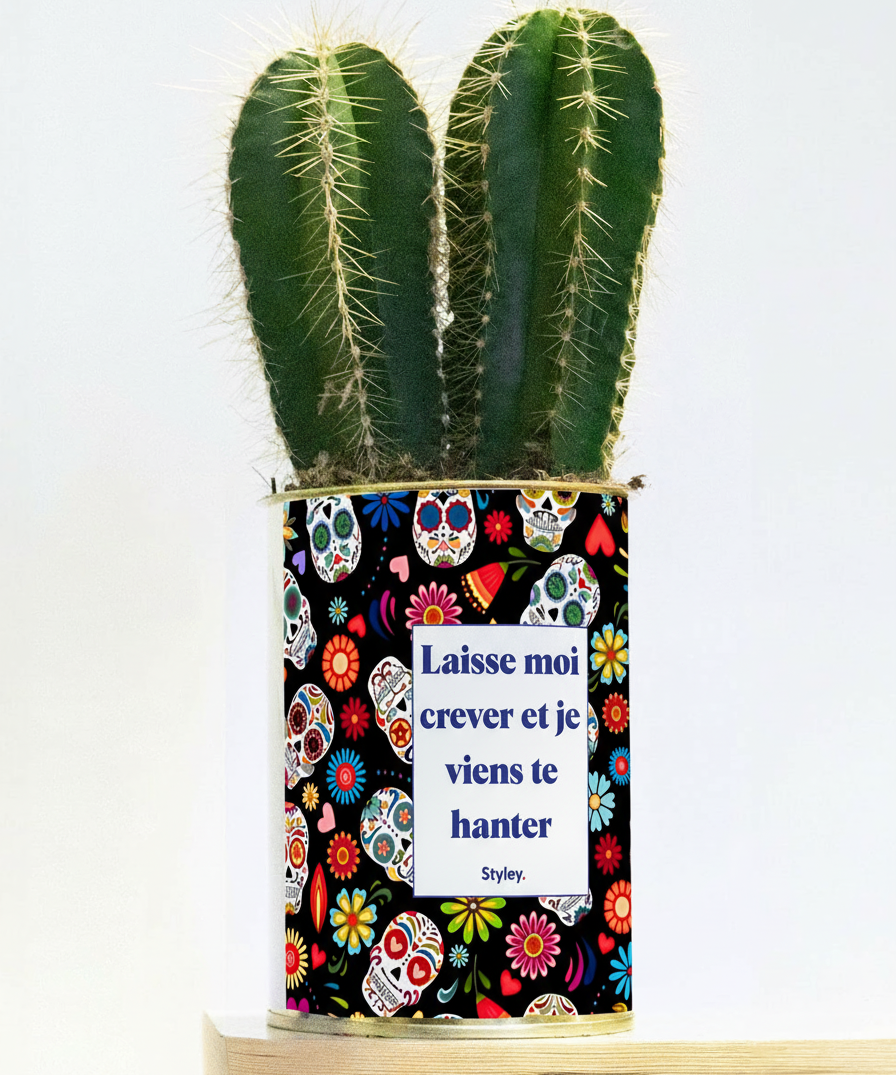 Laisse moi
crever et je
viens te
hanter
Styley.